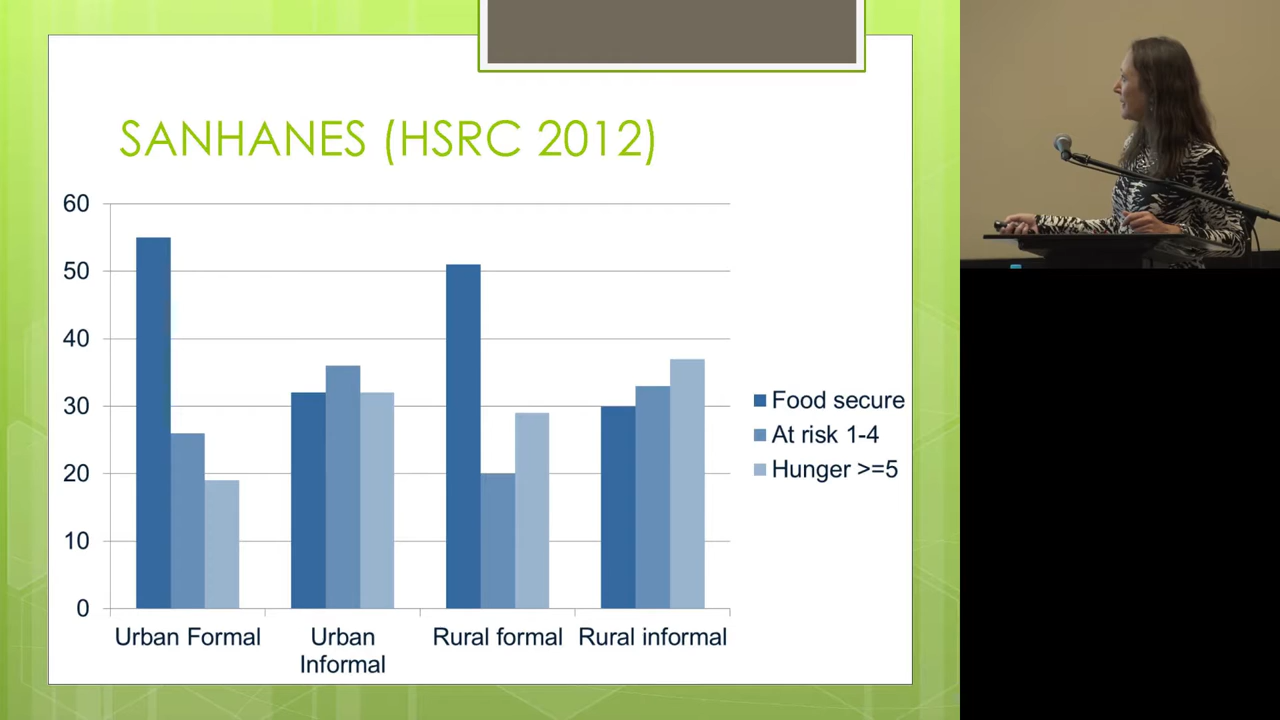 SANHANES (HSRC 2012)
60
50
40
30
20
10
0
Urban Formal
Urban
Informal
Rural formal
Rural informal
Food secure
At risk 1-4
Hunger >=5